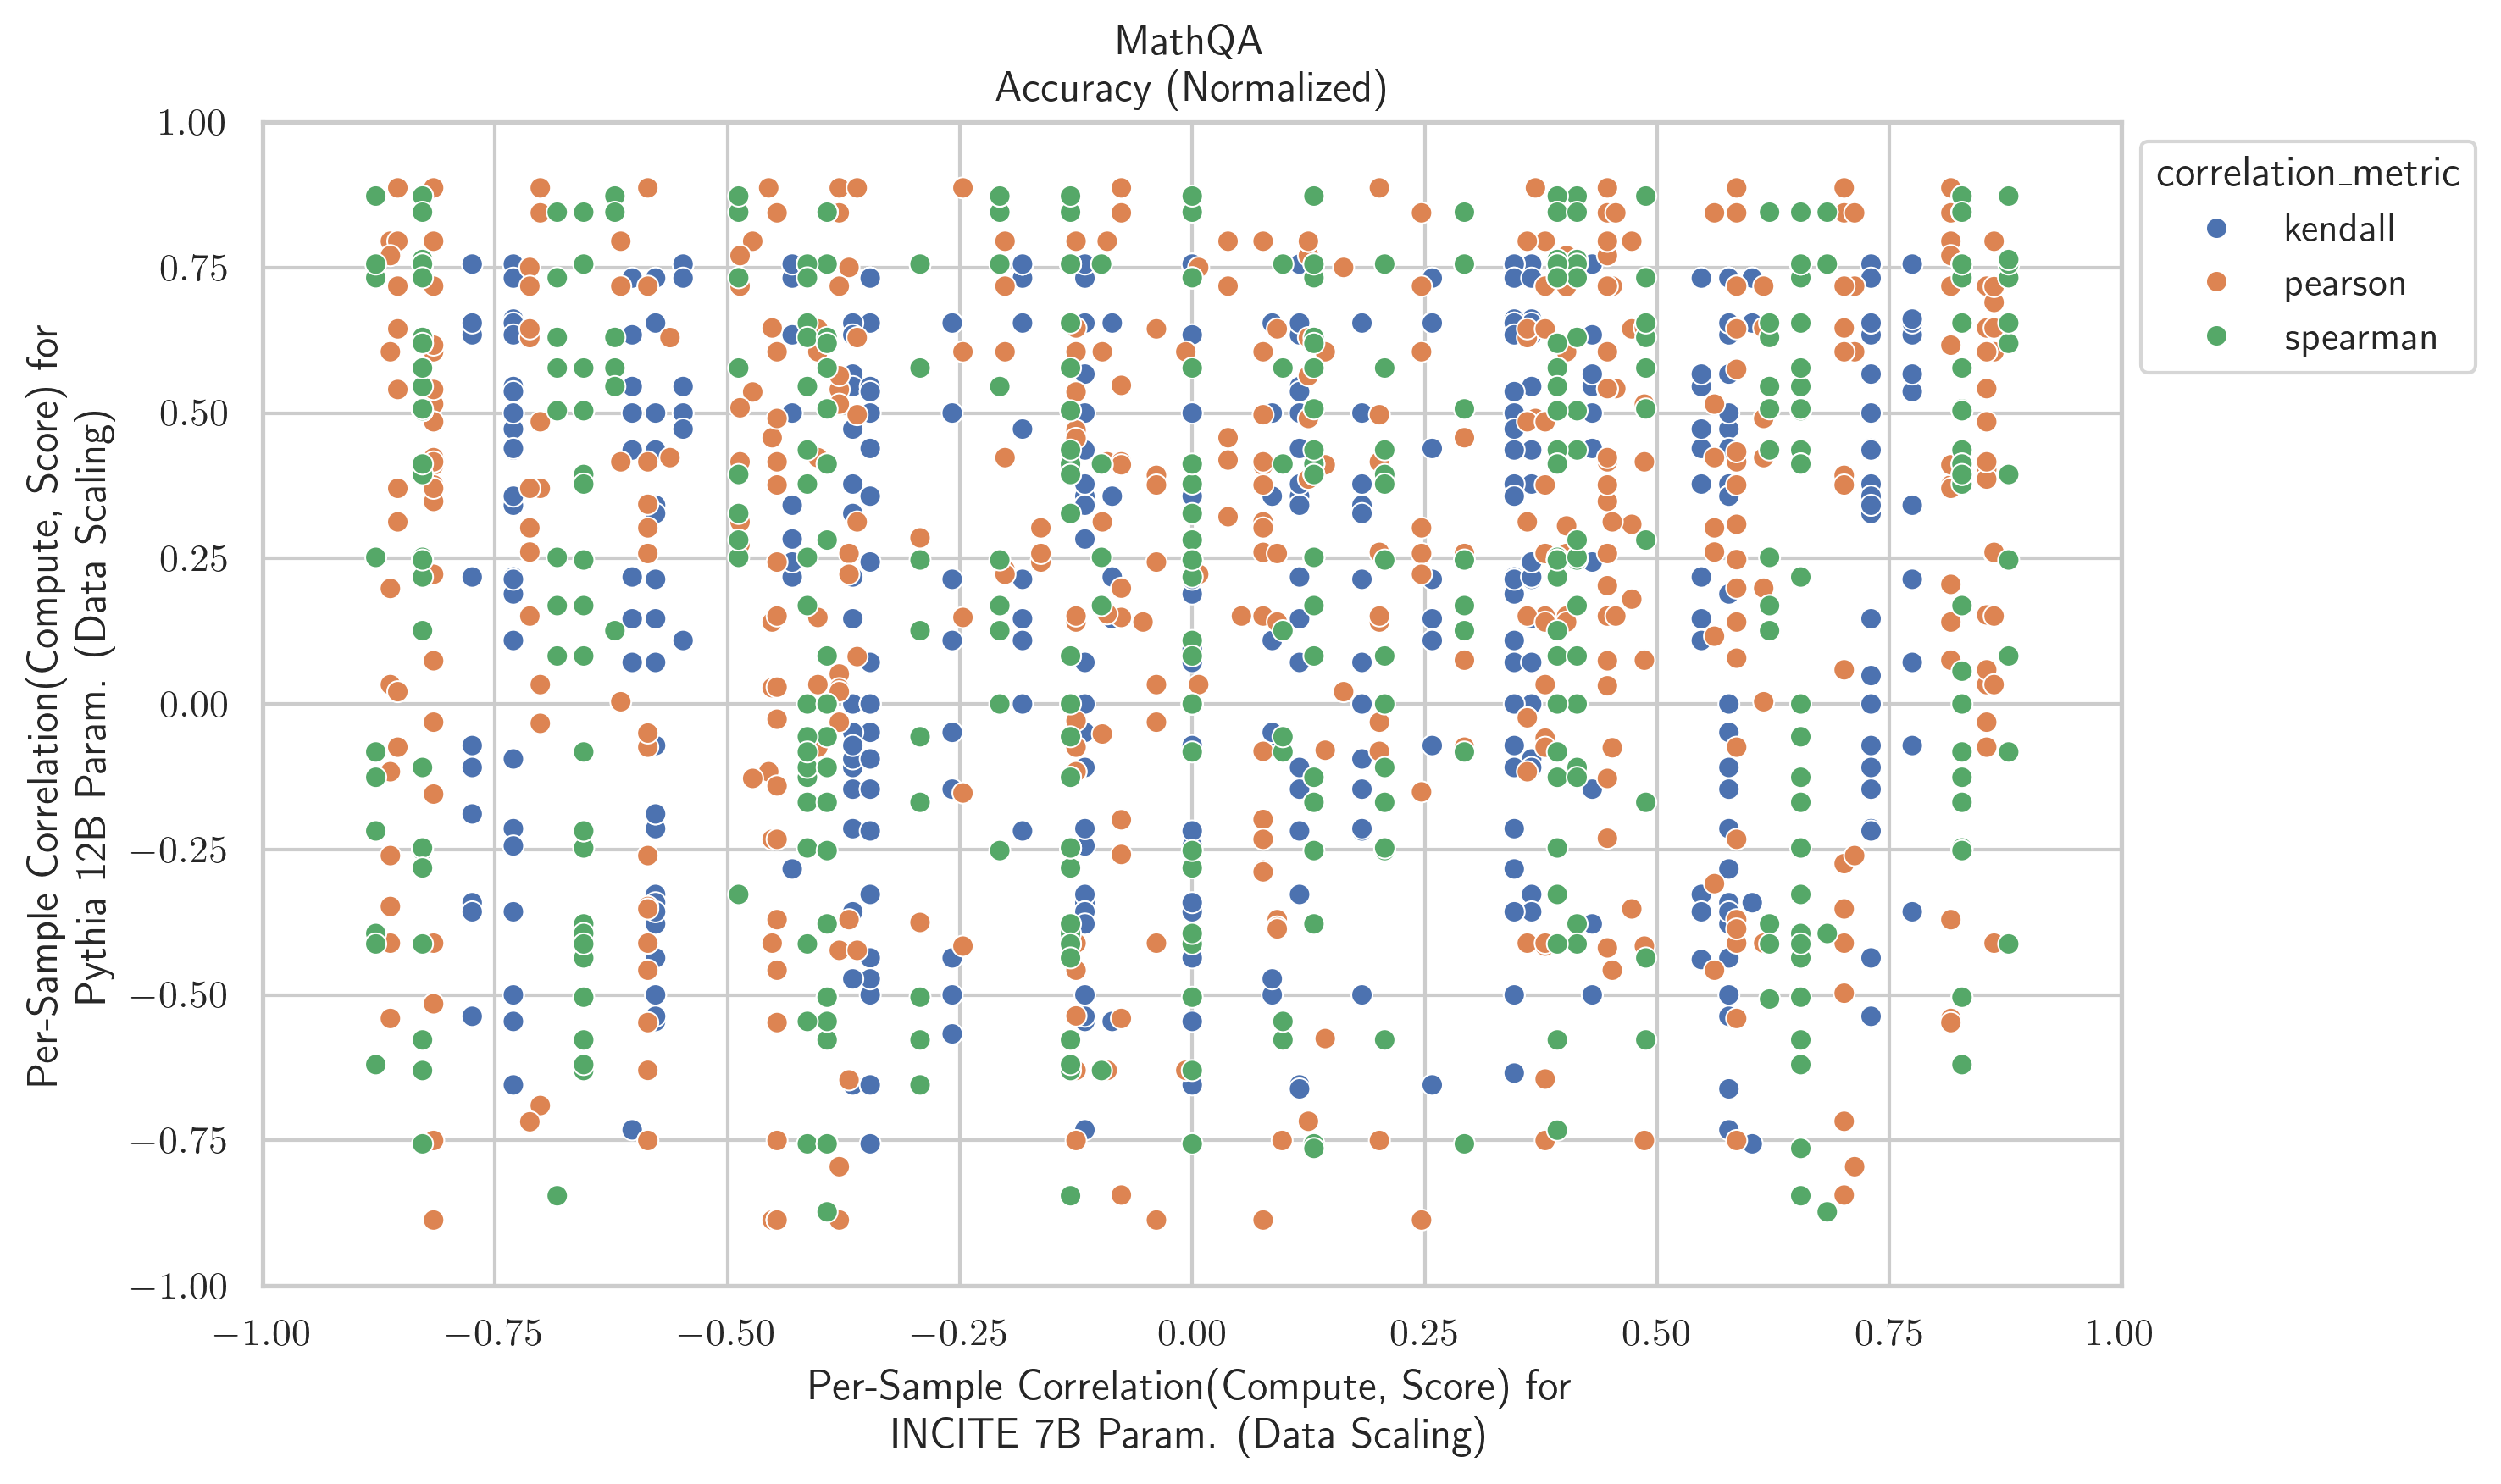 MathQA
Accuracy (Normalized)
Per-Sample Correlation(Compute, Score) for
Pythia 12B Param. (Data Scaling)
1.00
0.75
0.50
0.25
0.00
−0.25
−0.50
−0.75
−1.00
−1.00
−0.75
−0.50
−0.25
0.00
0.25
0.50
0.75
1.00
Per-Sample Correlation(Compute, Score) for
INCITE 7B Param. (Data Scaling)
correlation_metric
kendall
pearson
spearman